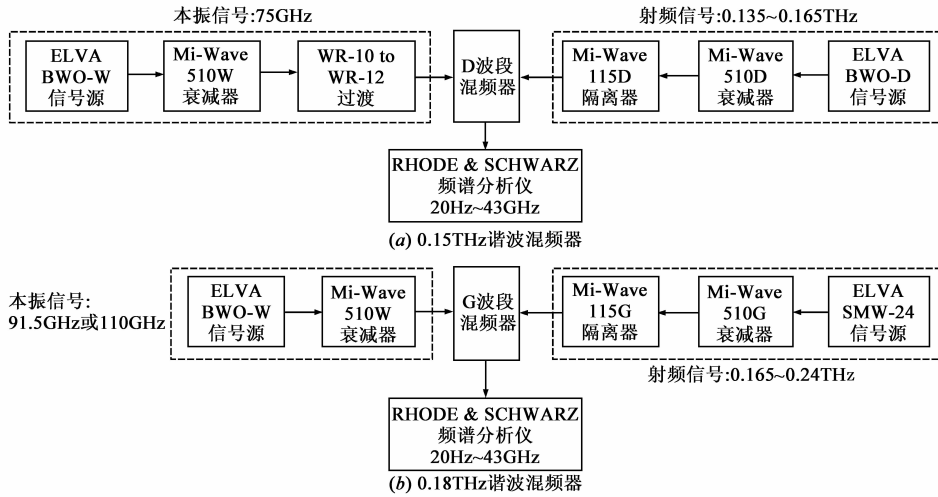 本振信号:75GHz
射频信号:0.135~0.165THz
ELVA
BWO-W
信号源
Mi-Wave
510W
衰减器
WR-10 to
WR-12
过渡
D波段
混频器
Mi-Wave
115D
隔离器
Mi-Wave
510D
衰减器
ELVA
BWO-D
信号源
RHODE & SCHWARZ
频谱分析仪
20Hz~43GHz
(a) 0.15THz谐波混频器
本振信号:
91.5GHz或110GHz
ELVA
BWO-W
信号源
Mi-Wave
510W
衰减器
G波段
混频器
Mi-Wave
115G
隔离器
Mi-Wave
510G
衰减器
ELVA
SMW-24
信号源
射频信号:0.165~0.24THz
RHODE & SCHWARZ
频谱分析仪
20Hz~43GHz
(b) 0.18THz谐波混频器